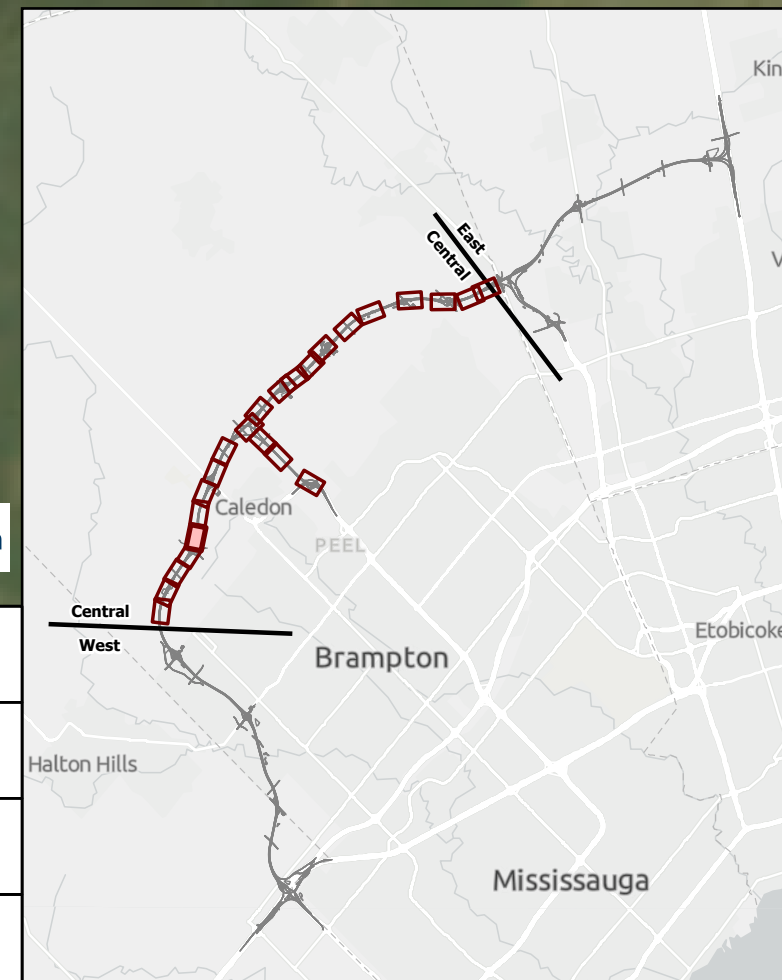 Kin
East
Central
V
Caledon
PEEL
Central
West
Etobicoke
Brampton
Halton Hills
Mississauga